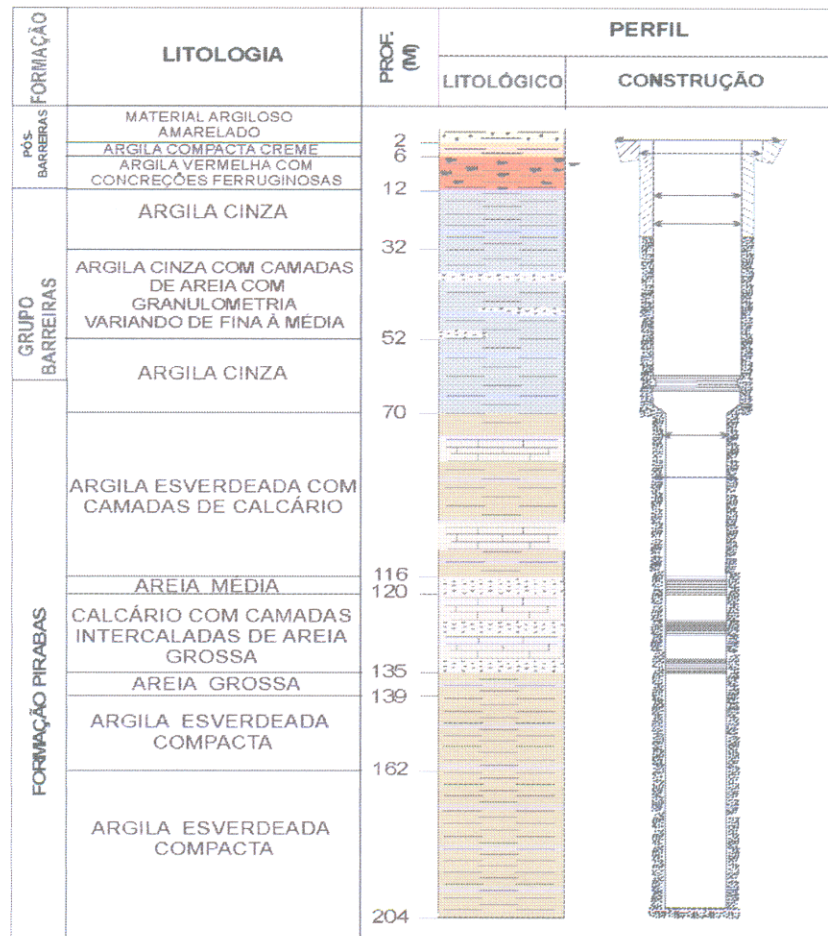 FORMAÇÃO
LITOLOGIA
PROF.
(M)
PERFIL
LITOLÓGICO
CONSTRUÇÃO
PÓS-
BARREIRAS
MATERIAL ARGILOSO
AMARELADO
2
ARGILA COMPACTA CREME
6
ARGILA VERMELHA COM
CONCREÇÕES FERRUGINOSAS
12
GRUPO
BARREIRAS
ARGILA CINZA
32
ARGILA CINZA COM CAMADAS
DE AREIA COM
GRANULOMETRIA
VARIANDO DE FINA À MÉDIA
52
ARGILA CINZA
70
FORMAÇÃO PIRABAS
ARGILA ESVERDEADA COM
CAMADAS DE CALCÁRIO
116
AREIA MÉDIA
120
CALCÁRIO COM CAMADAS
INTERCALADAS DE AREIA
GROSSA
135
AREIA GROSSA
139
ARGILA ESVERDEADA
COMPACTA
162
ARGILA ESVERDEADA
COMPACTA
204